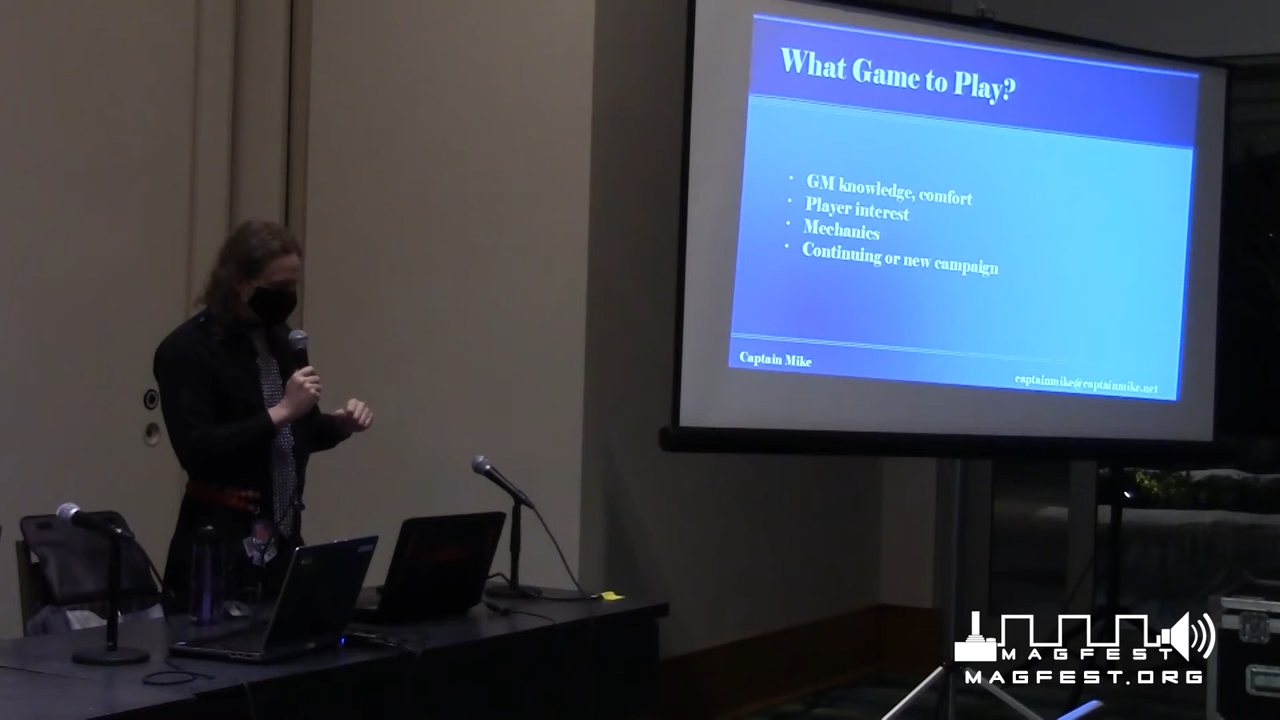 What Game to Play?
• GM knowledge, comfort
• Player interest
• Mechanics
• Continuing or new campaign
Captain Mike
captainmike@captainmike.net
MAGFEST
MAGFEST.ORG